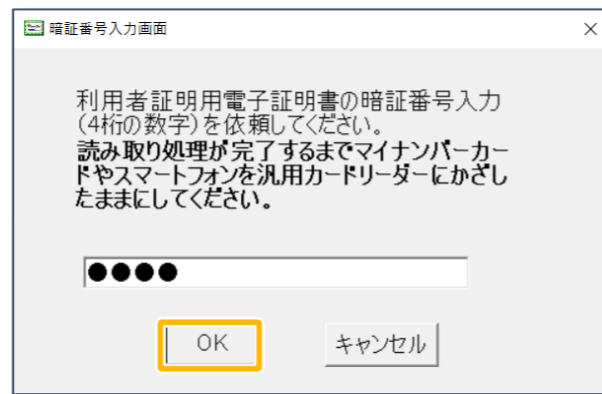 暗証番号入力画面
利用者証明用電子証明書の暗証番号入力
（4桁の数字）を依頼してください。
読み取り処理が完了するまでマイナンバーカー
ドやスマートフォンを汎用カードリーダーにかざし
たままにしてください。
●●●●
OK
キャンセル